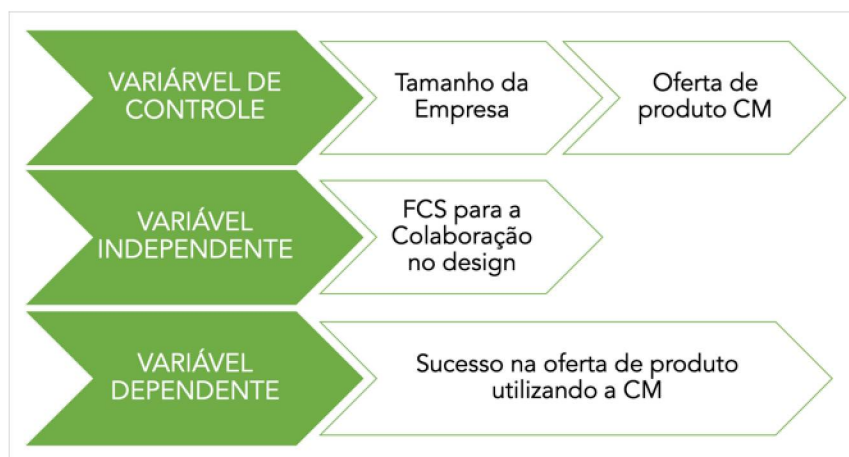 VARIÁRVEL DE
CONTROLE
Tamanho da
Empresa
Oferta de
produto CM
VARIÁVEL
INDEPENDENTE
FCS para a
Colaboração
no design
VARIÁVEL
DEPENDENTE
Sucesso na oferta de produto
utilizando a CM